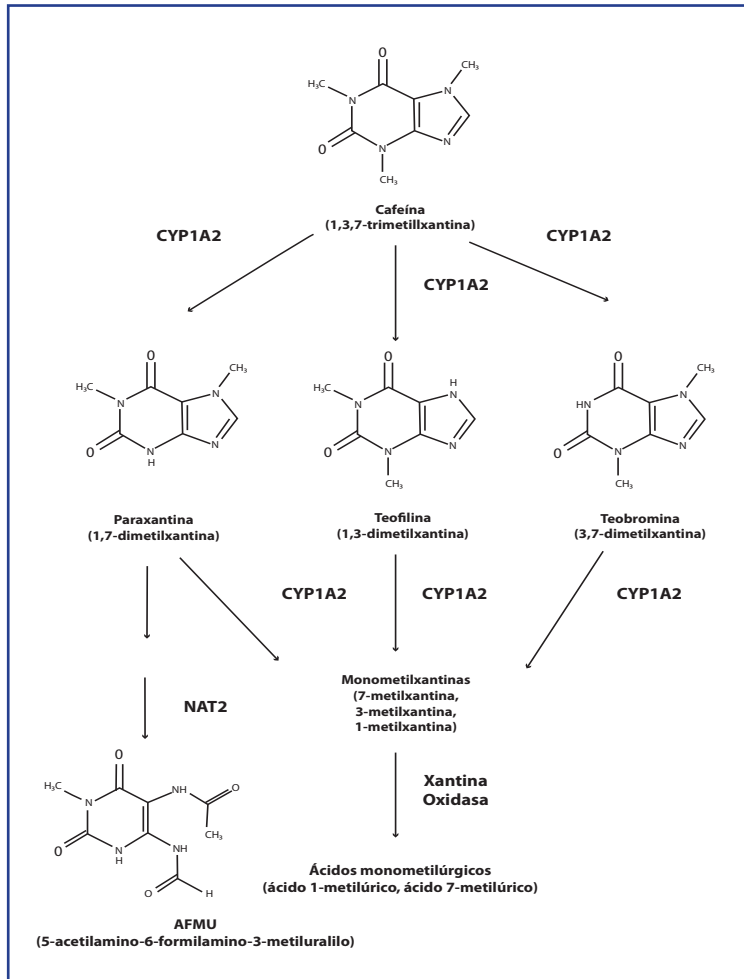 O
H₃C
N
CH₃
N
O
N
N
CH₃
Cafeína
(1,3,7-trimetillxantina)
CYP1A2
CYP1A2
CYP1A2
O
H₃C
N
CH₃
N
O
N
H
N
Paraxantina
(1,7-dimetilxantina)
O
H₃C
N
H
N
O
N
N
CH₃
Teofilina
(1,3-dimetilxantina)
O
HN
CH₃
N
O
N
N
CH₃
Teobromina
(3,7-dimetilxantina)
CYP1A2
CYP1A2
CYP1A2
Monometilxantinas
(7-metilxantina,
3-metilxantina,
1-metilxantina)
NAT2
Xantina
Oxidasa
O
H₃C
N
NH
O
CH₃
O
N
H
NH
O
H
AFMU
(5-acetilamino-6-formilamino-3-metiluralilo)
Ácidos monometilúrgicos
(ácido 1-metilúrico, ácido 7-metilúrico)